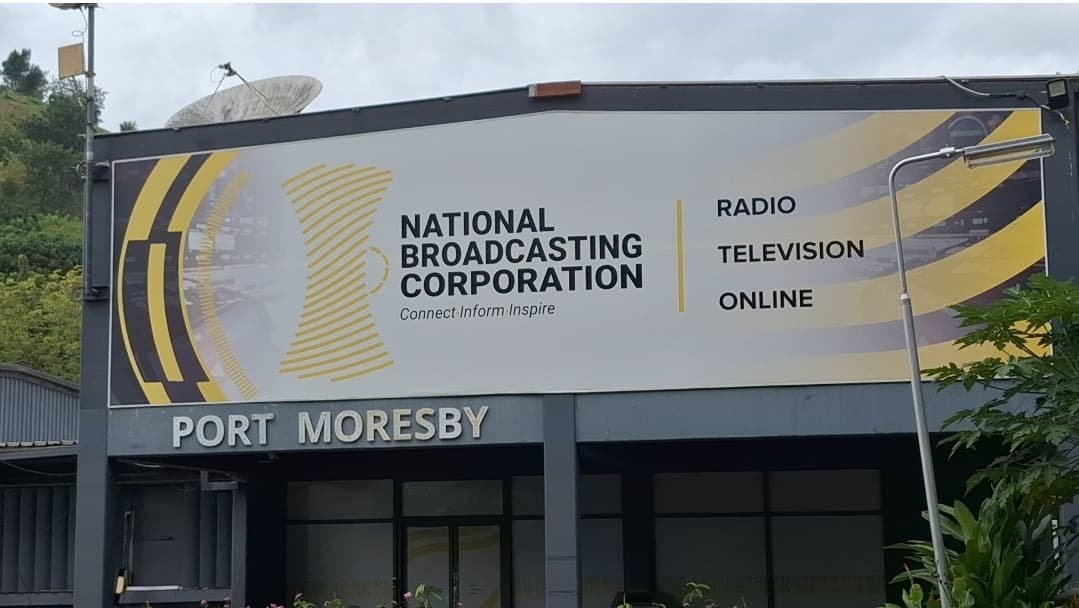 NATIONAL
BROADCASTING
CORPORATION
Connect Inform Inspire
RADIO
TELEVISION
ONLINE
PORT MORESBY